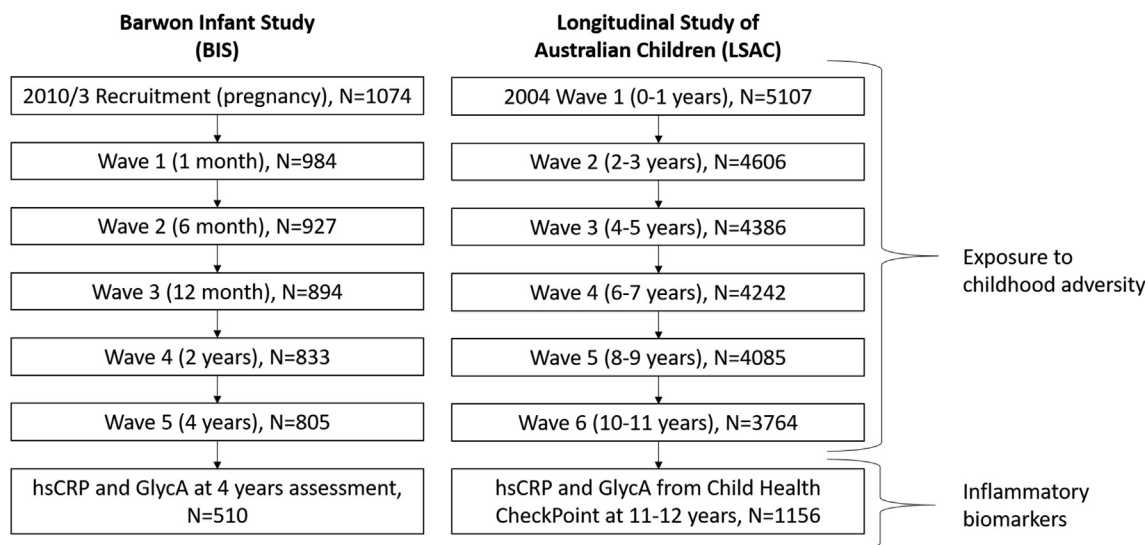 Barwon Infant Study
(BIS)
2010/3 Recruitment (pregnancy), N=1074
Wave 1 (1 month), N=984
Wave 2 (6 month), N=927
Wave 3 (12 month), N=894
Wave 4 (2 years), N=833
Wave 5 (4 years), N=805
hsCRP and GlycA at 4 years assessment,
N=510
Longitudinal Study of
Australian Children (LSAC)
2004 Wave 1 (0-1 years), N=5107
Wave 2 (2-3 years), N=4606
Wave 3 (4-5 years), N=4386
Wave 4 (6-7 years), N=4242
Wave 5 (8-9 years), N=4085
Wave 6 (10-11 years), N=3764
hsCRP and GlycA from Child Health
CheckPoint at 11-12 years, N=1156
Exposure to
childhood adversity
Inflammatory
biomarkers